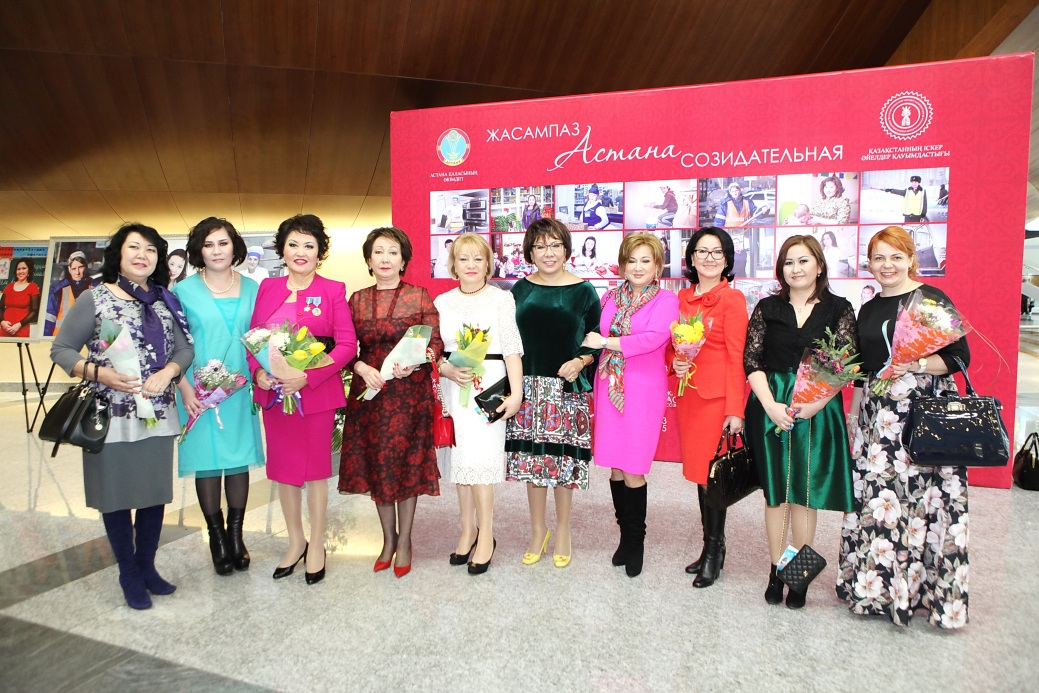 ЖАСАМПАЗ
Астана
СОЗИДАТЕЛЬНАЯ
АСТАНА ҚАЛАСЫНЫҢ
ӘКІМДІГІ
ҚАЗАҚСТАННЫҢ ІСКЕР
ӘЙЕЛДЕР ҚАУЫМДАСТЫҒЫ